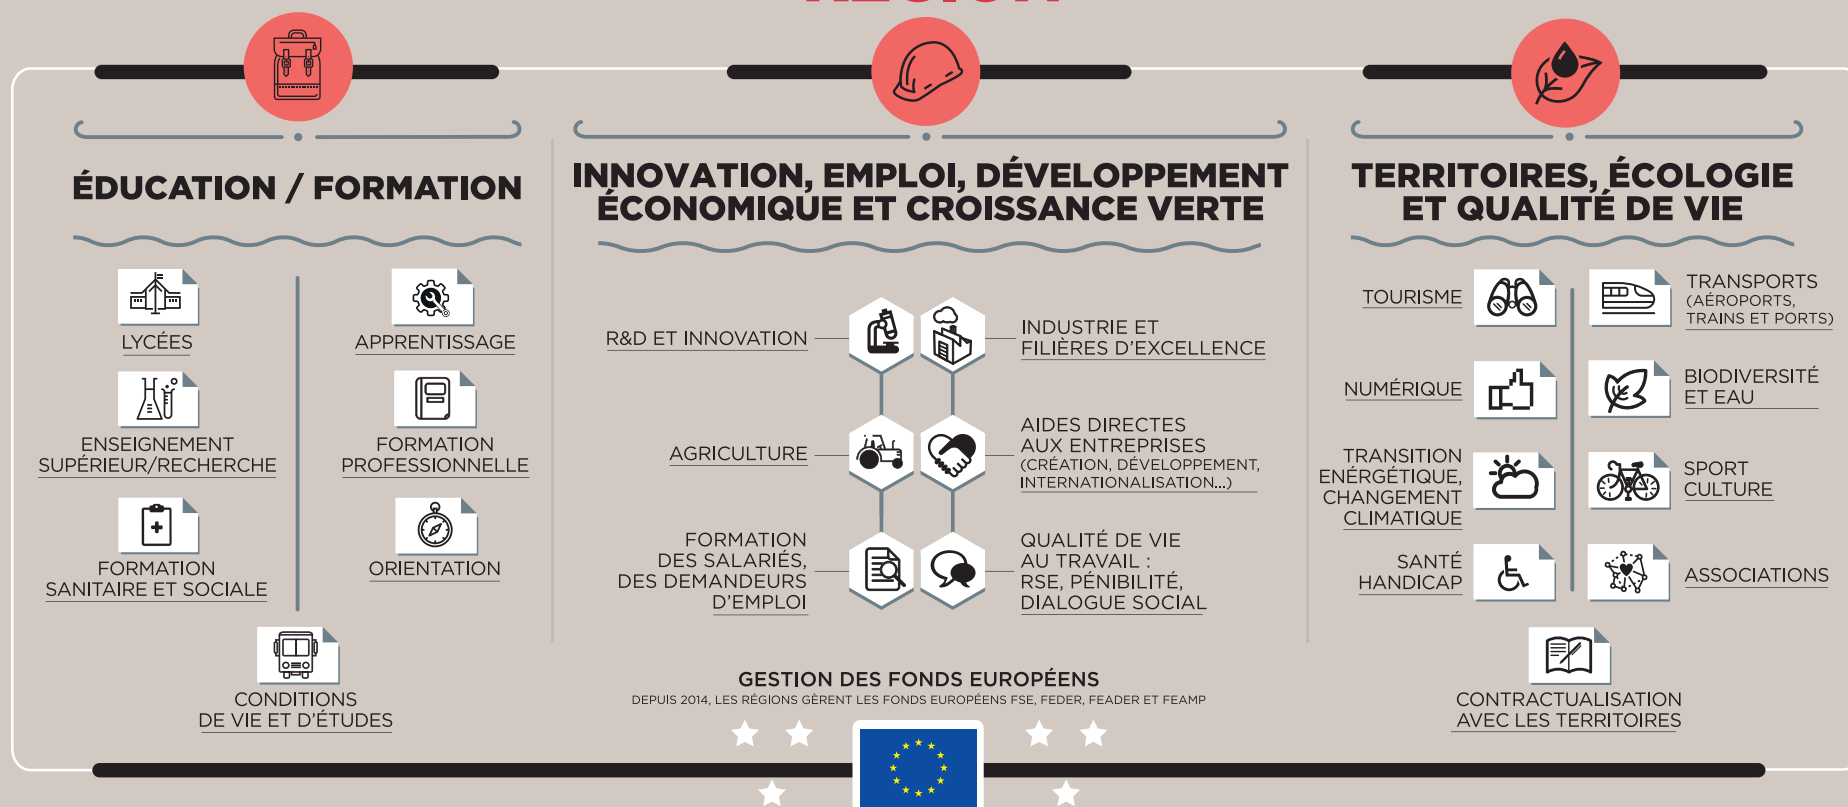 RÉGION
ÉDUCATION / FORMATION
LYCÉES
APPRENTISSAGE
ENSEIGNEMENT
SUPÉRIEUR/RECHERCHE
FORMATION
PROFESSIONNELLE
FORMATION
SANITAIRE ET SOCIALE
ORIENTATION
CONDITIONS
DE VIE ET D'ÉTUDES
INNOVATION, EMPLOI, DÉVELOPPEMENT
ÉCONOMIQUE ET CROISSANCE VERTE
R&D ET INNOVATION
INDUSTRIE ET
FILIÈRES D'EXCELLENCE
AGRICULTURE
AIDES DIRECTES
AUX ENTREPRISES
(CRÉATION, DÉVELOPPEMENT,
INTERNATIONALISATION...)
FORMATION
DES SALARIÉS,
DES DEMANDEURS
D'EMPLOI
QUALITÉ DE VIE
AU TRAVAIL :
RSE, PÉNIBILITÉ,
DIALOGUE SOCIAL
GESTION DES FONDS EUROPÉENS
DEPUIS 2014, LES RÉGIONS GÈRENT LES FONDS EUROPÉENS FSE, FEDER, FEADER ET FEAMP
TERRITOIRES, ÉCOLOGIE
ET QUALITÉ DE VIE
TOURISME
TRANSPORTS
(AÉROPORTS,
TRAINS ET PORTS)
NUMÉRIQUE
BIODIVERSITÉ
ET EAU
TRANSITION
ENÉRGÉTIQUE,
CHANGEMENT
CLIMATIQUE
SPORT
CULTURE
SANTÉ
HANDICAP
ASSOCIATIONS
CONTRACTUALISATION
AVEC LES TERRITOIRES